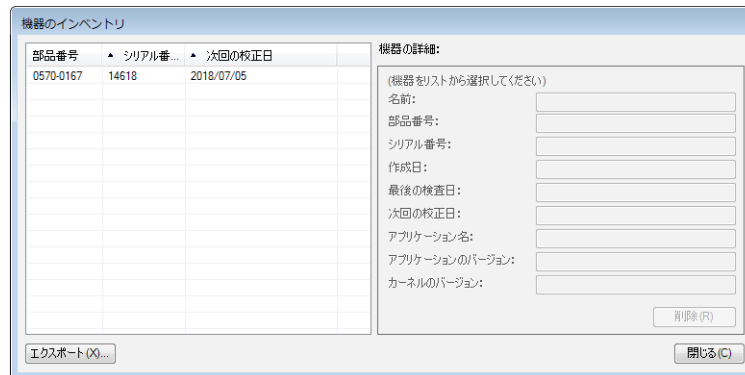 機器のインベントリ
部品番号 ▲ シリアル番... ▲ 次回の校正日
0570-0167 14618 2018/07/05
エクスポート(X)...
機器の詳細:
(機器をリストから選択してください)
名前:
部品番号:
シリアル番号:
作成日:
最後の検査日:
次回の校正日:
アプリケーション名:
アプリケーションのバージョン:
カーネルのバージョン:
削除(R)
閉じる(C)